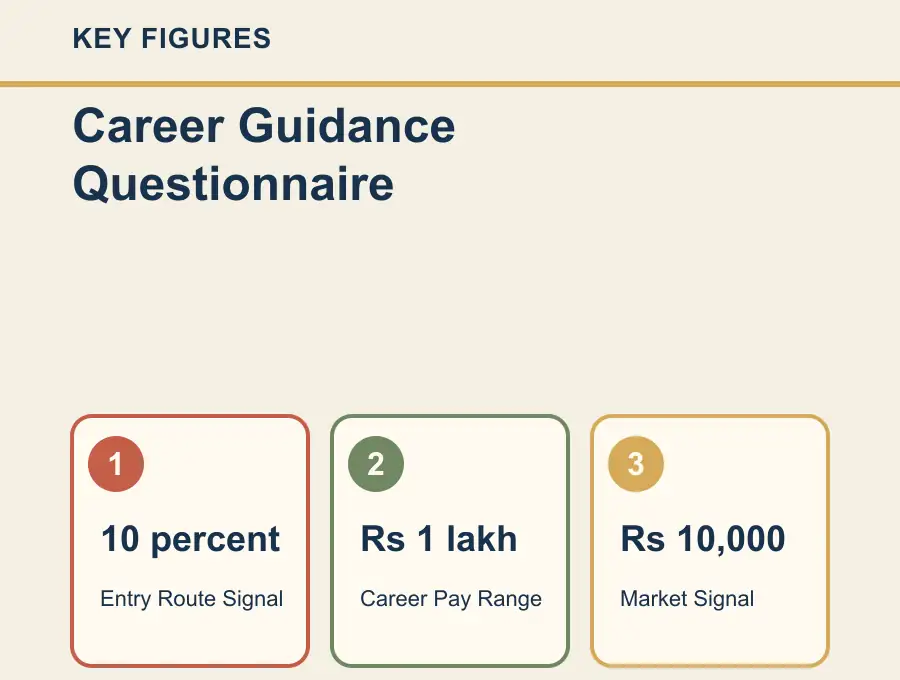 KEY FIGURES
Career Guidance
Questionnaire
1
10 percent
Entry Route Signal
2
Rs 1 lakh
Career Pay Range
3
Rs 10,000
Market Signal